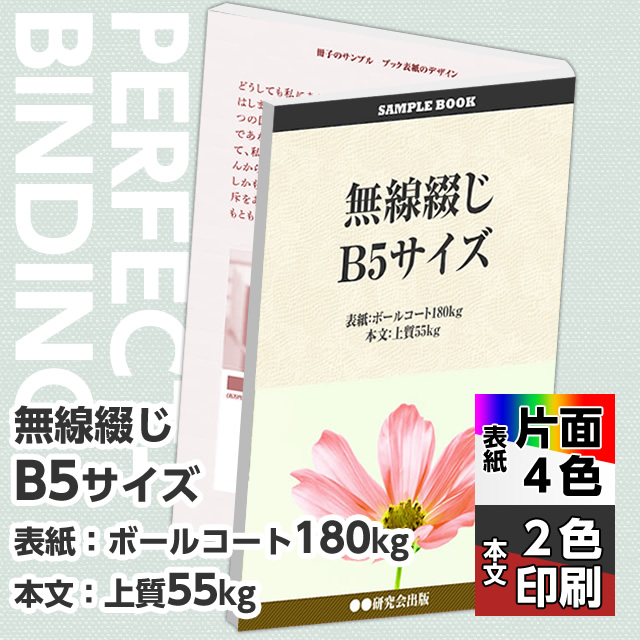 PERFECT
BINDING
冊子のサンプル ブック表紙のデザイン
どうしても私
はしま
つの
であ
て、私
んから
しかも
斥をお
もとも
SAMPLE BOOK
無線綴じ
B5サイズ
表紙:ボールコート180kg
本文:上質55kg
●●研究会出版
無線綴じ
B5サイズ
表紙:ボールコート180kg
本文:上質55kg
表紙
片面
4色
本文
2色
印刷